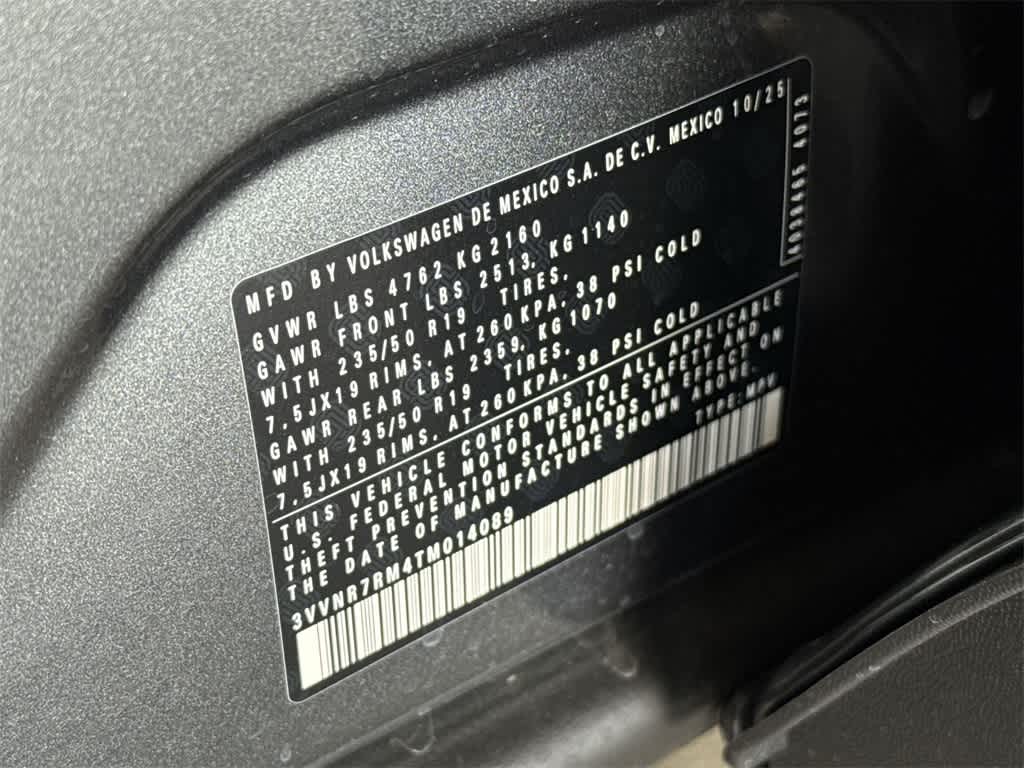 MFD BY VOLKSWAGEN DE MEXICO S.A. DE C.V. MEXICO 10/25
GVWR LBS 4762 KG 2160
GAWR FRONT LBS 2513, KG 1140
WITH 235/50 R19 TIRES,
7.5JX19 RIMS, AT 260 KPA, 38 PSI COLD
GAWR REAR LBS 2359, KG 1070
WITH 235/50 R19 TIRES,
7.5JX19 RIMS, AT 260 KPA, 38 PSI COLD
THIS VEHICLE CONFORMS TO ALL APPLICABLE
U.S. FEDERAL MOTOR VEHICLE SAFETY AND
THEFT PREVENTION STANDARDS IN EFFECT ON
THE DATE OF MANUFACTURE SHOWN ABOVE.
3VVNR7RM4TM014089 TYPE: MPV
4073